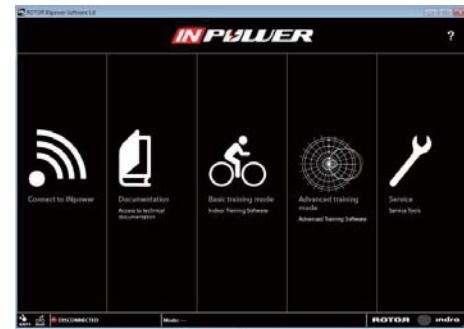 ROTOR INpower Software 1.0
INPOWER
?
Connect to INpower
Documentation
Access to technical
documentation
Basic training mode
Indoor Training Software
Advanced training
mode
Advanced Training Software
Service
Service Tools
DISCONNECTED
Mode: ---
ROTOR
indra